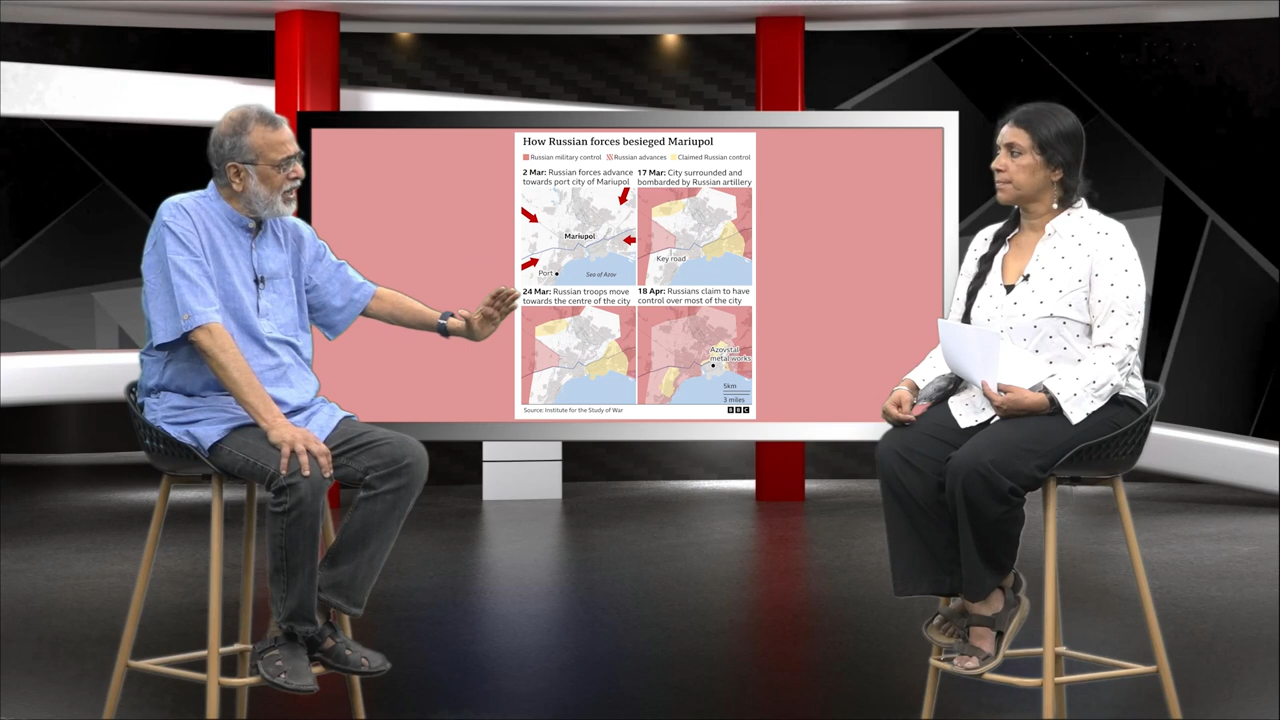 How Russian forces besieged Mariupol
Russian military control Russian advances Claimed Russian control
2 Mar: Russian forces advance
towards port city of Mariupol
Mariupol
Port
Sea of Azov
17 Mar: City surrounded and
bombarded by Russian artillery
Key road
24 Mar: Russian troops move
towards the centre of the city
18 Apr: Russians claim to have
control over most of the city
Azovstal
metal works
5km
3 miles
Source: Institute for the Study of War
BBC